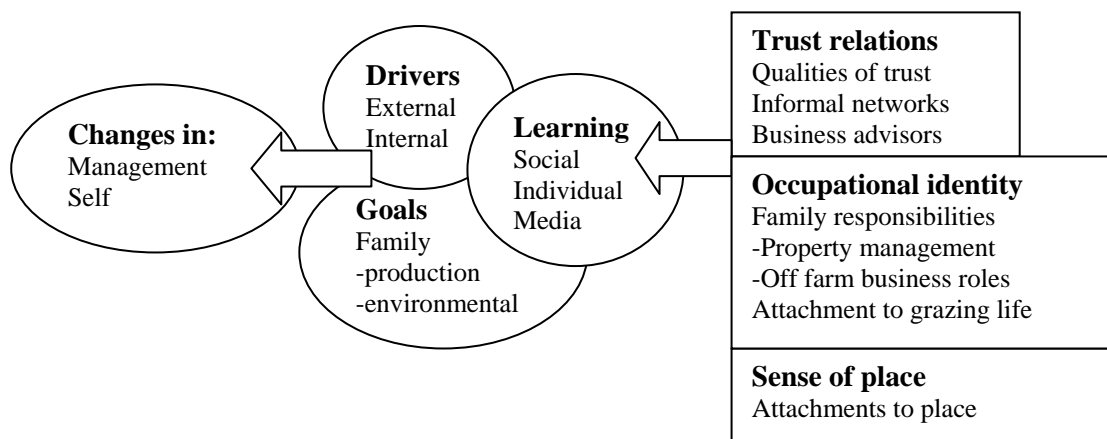 Changes in:
Management
Self
Drivers
External
Internal
Goals
Family
-production
-environmental
Learning
Social
Individual
Media
Trust relations
Qualities of trust
Informal networks
Business advisors
Occupational identity
Family responsibilities
-Property management
-Off farm business roles
Attachment to grazing life
Sense of place
Attachments to place